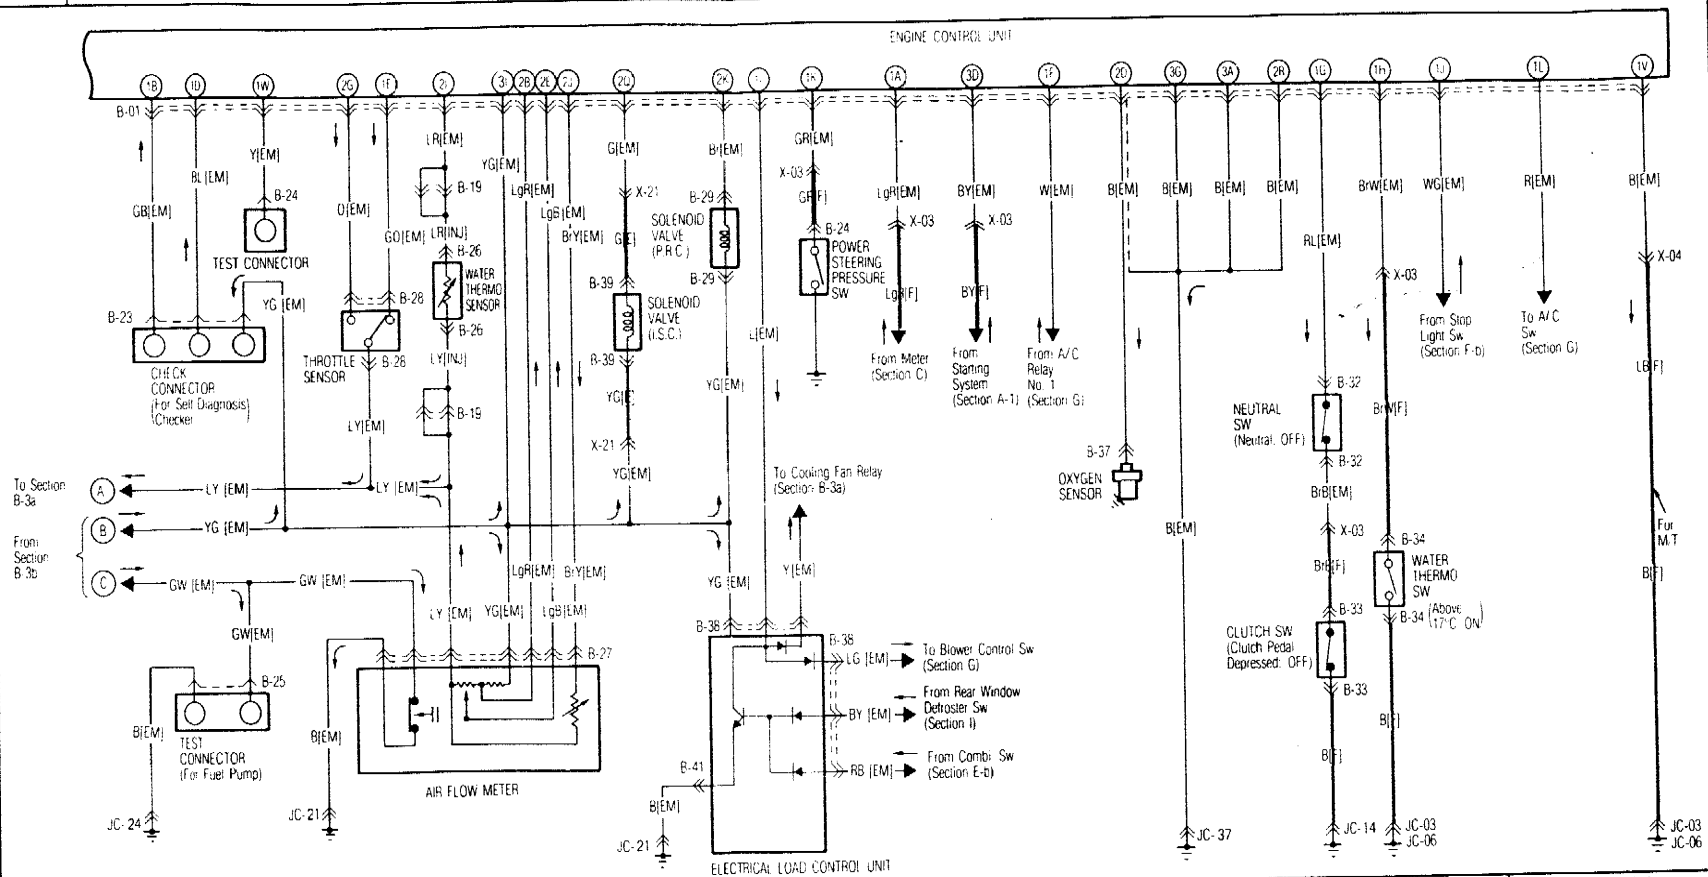 ENGINE CONTROL UNIT
1B 1D 1W 2G 1F 2I 3I 2B 2E 2J 2Q 2K 1K 1A 3D 1F 2D 3G 3A 2R 1G 1H 1J 1L 1V
B-01
GB[EM]
BL[EM]
Y[EM]
B-24
TEST CONNECTOR
YG [EM]
B-23
CHECK
CONNECTOR
(For Self Diagnosis)
Checker
O[EM]
GO[EM]
B-28
THROTTLE
SENSOR
B-28
LY[EM]
LR[EM]
B-19
LR[INJ]
B-26
WATER
THERMO
SENSOR
B-26
LY[INJ]
B-19
YG[EM]
LgR[EM]
LgB[EM]
BrY[EM]
G[EM]
X-21
B-39
SOLENOID
VALVE
(I.S.C.)
B-39
X-21
YG[EM]
Br[EM]
B-29
SOLENOID
VALVE
(P.R.C.)
B-29
YG[EM]
L[EM]
GR[EM]
X-03
B-24
POWER
STEERING
PRESSURE
SW
LgR[EM]
X-03
From Meter
(Section C)
BY[EM]
X-03
BY[F]
From
Starting
System
(Section A-1)
W[EM]
From A/C
Relay
No. 1
(Section G)
B[EM]
B[EM]
B[EM]
B[EM]
B-37
OXYGEN
SENSOR
B[EM]
JC-37
RL[EM]
B-32
NEUTRAL
SW
(Neutral. OFF)
B-32
BrB[EM]
X-03
BrB[F]
B-33
CLUTCH SW
(Clutch Pedal
Depressed: OFF)
B-33
B[F]
JC-14
BrW[EM]
X-03
BrW[F]
B-34
WATER
THERMO
SW
(Above
17°C ON)
B-34
B[F]
JC-03
JC-06
WG[EM]
From Stop
Light Sw
(Section F-b)
R[EM]
To A/C
Sw
(Section G)
B[EM]
X-04
LB[F]
For
M/T
B[F]
JC-03
JC-06
To Section
B-3a
A
LY [EM]
LY [EM]
From
Section
B-3b
B
YG [EM]
C
GW [EM]
GW [EM]
GW[EM]
B-25
B[EM]
TEST
CONNECTOR
(For Fuel Pump)
JC-24
LY [EM]
YG[EM]
LgR[EM]
LgB[EM]
BrY[EM]
B-27
B[EM]
JC-21
AIR FLOW METER
To Cooling Fan Relay
(Section B-3a)
Y[EM]
YG [EM]
B-38
B-38
LG [EM]
To Blower Control Sw
(Section G)
BY [EM]
From Rear Window
Defroster Sw
(Section I)
RB [EM]
From Combi Sw
(Section E-b)
B-41
B[EM]
JC-21
ELECTRICAL LOAD CONTROL UNIT